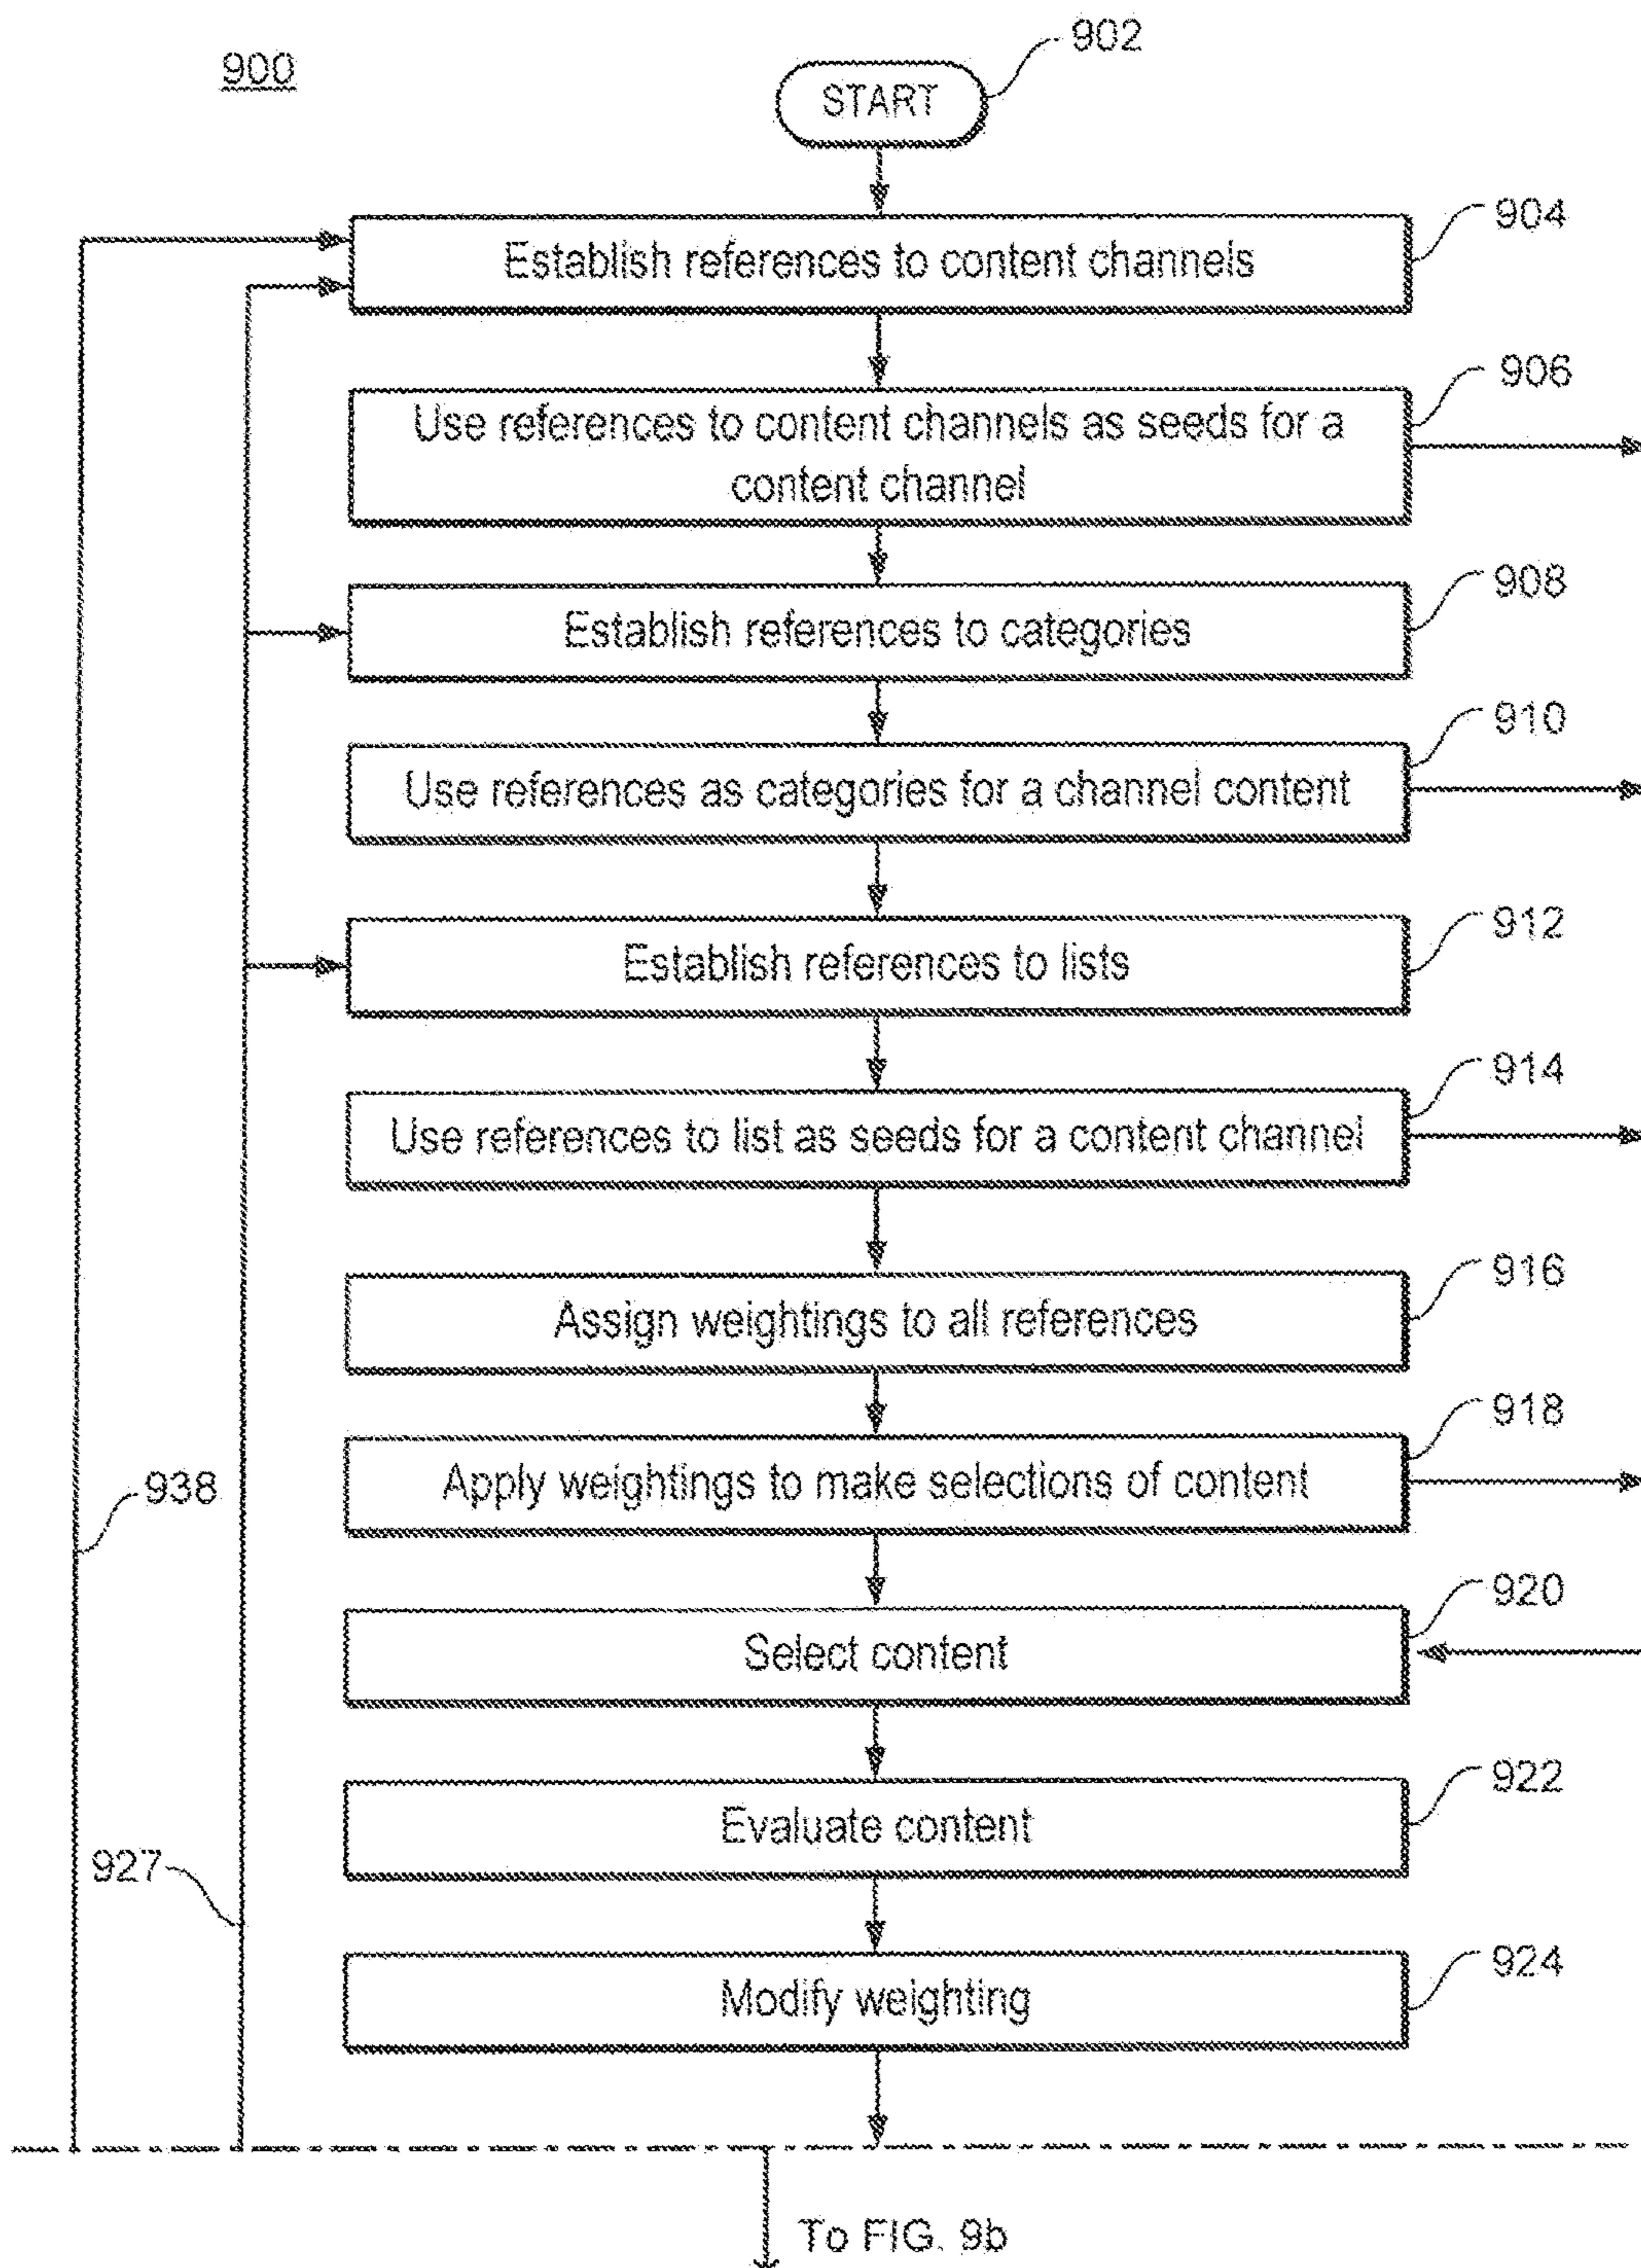 900
902
START
904
Establish references to content channels
906
Use references to content channels as seeds for a
content channel
908
Establish references to categories
910
Use references as categories for a channel content
912
Establish references to lists
914
Use references to list as seeds for a content channel
916
Assign weightings to all references
918
Apply weightings to make selections of content
938
920
Select content
922
Evaluate content
927
924
Modify weighting
To FIG. 9b